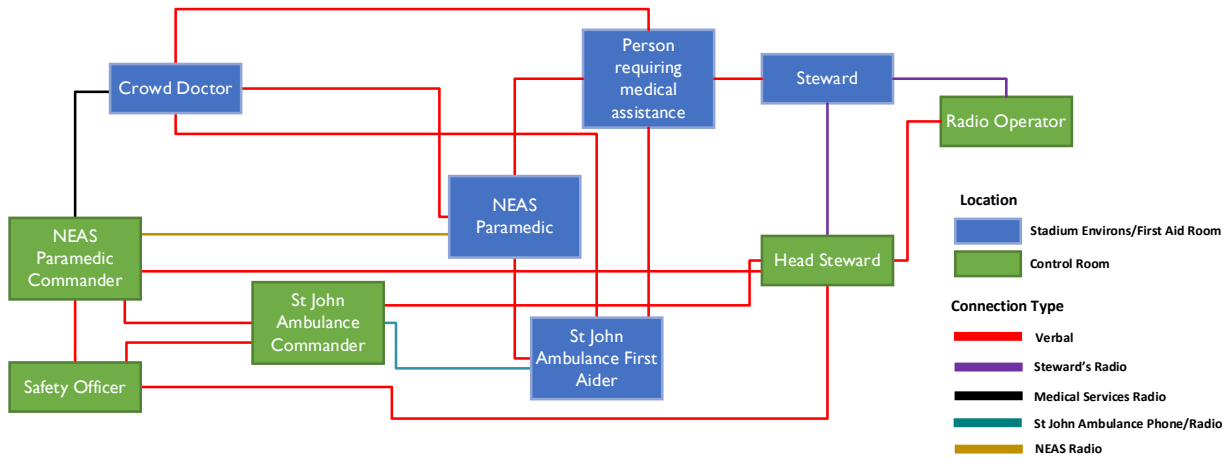 Person
requiring
medical
assistance
Steward
Crowd Doctor
Radio Operator
NEAS
Paramedic
Location
Stadium Environs/First Aid Room
NEAS
Paramedic
Commander
Head Steward
Control Room
St John
Ambulance
Commander
Connection Type
St John
Ambulance First
Aider
Verbal
Safety Officer
Steward's Radio
Medical Services Radio
St John Ambulance Phone/Radio
NEAS Radio